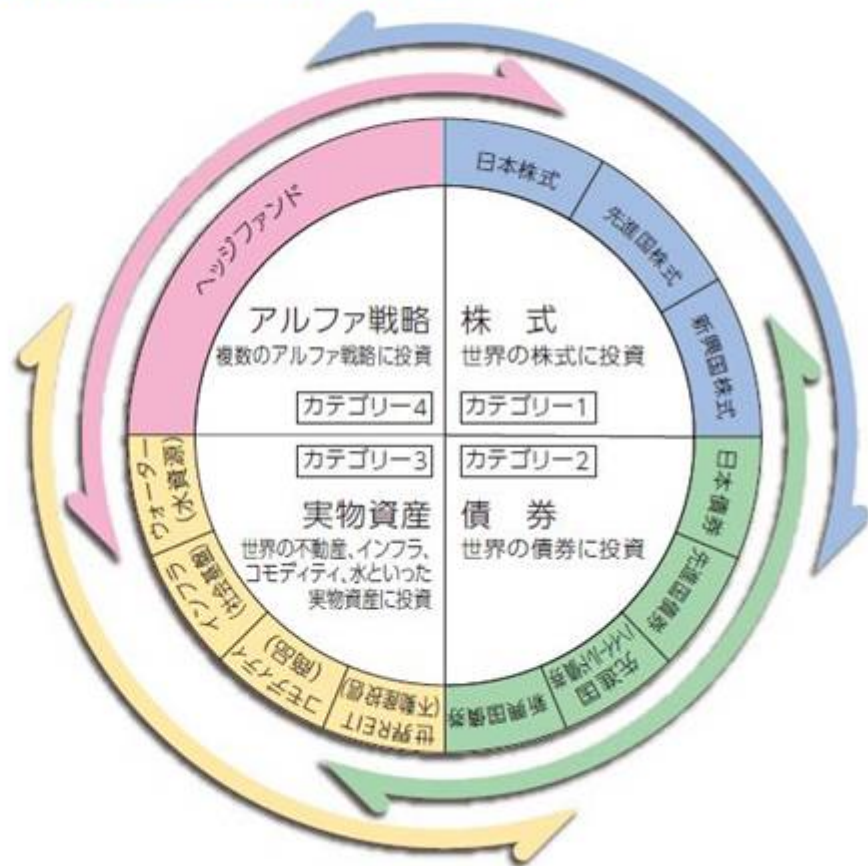 ヘッジファンド
日本株式
先進国株式
新興国株式
アルファ戦略
複数のアルファ戦略に投資
カテゴリー4
株 式
世界の株式に投資
カテゴリー1
カテゴリー3
実物資産
世界の不動産、インフラ、
コモディティ、水といった
実物資産に投資
カテゴリー2
債 券
世界の債券に投資
日本債券
先進国債券
先進国
ハイイールド債券
新興国債券
世界REIT
(不動産投信)
コモディティ
(商品)
インフラ
(社会基盤)
ウォーター
(水資源)